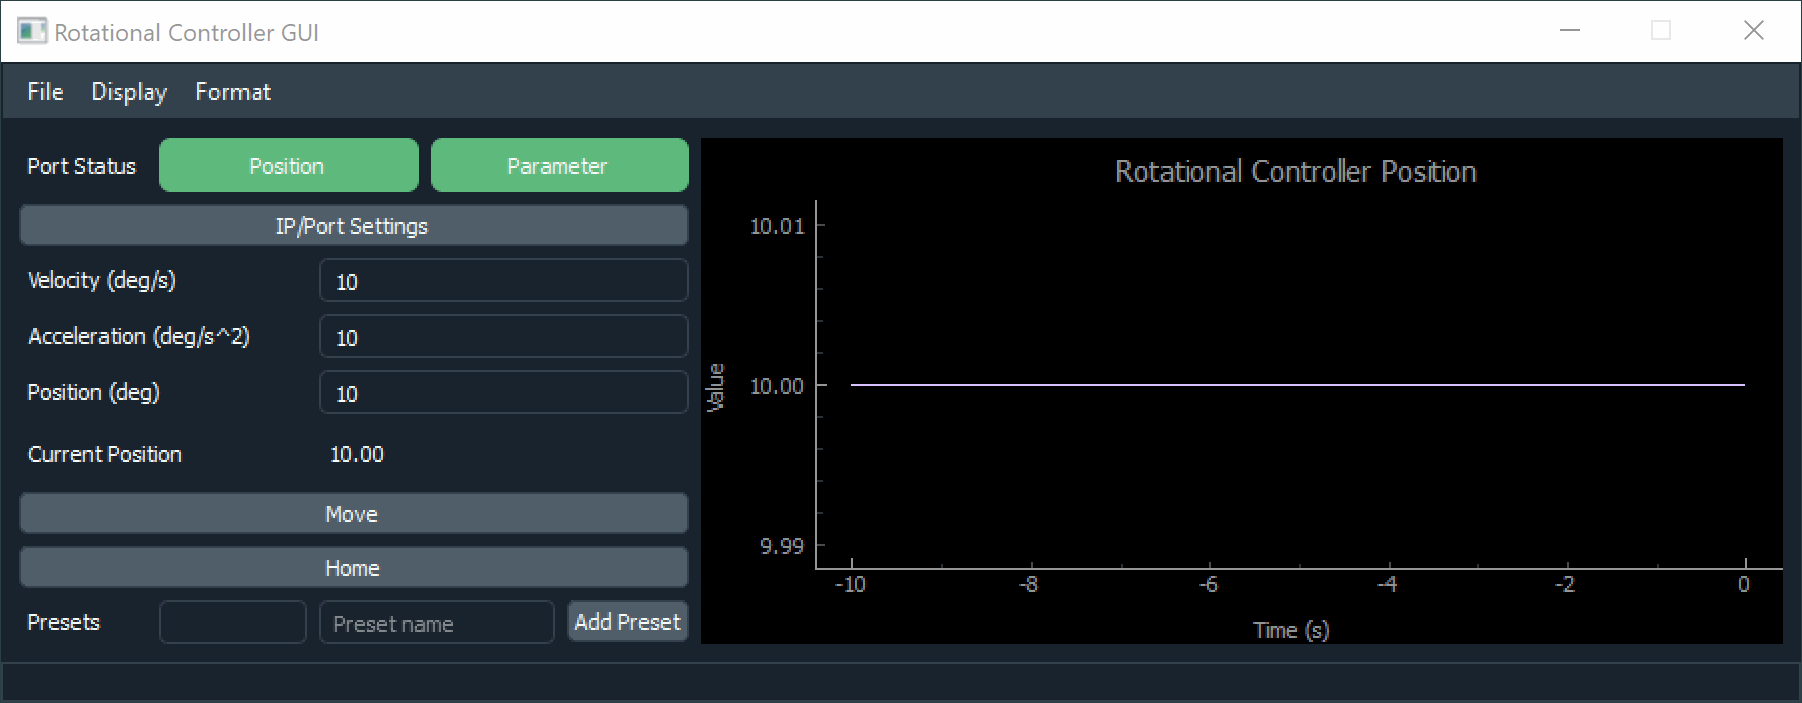 Rotational Controller GUI
File Display Format
Port Status Position Parameter
IP/Port Settings
Velocity (deg/s) 10
Acceleration (deg/s^2) 10
Position (deg) 10
Current Position 10.00
Move
Home
Presets Preset name Add Preset
Rotational Controller Position
10.01
10.00
9.99
Value
-10 -8 -6 -4 -2 0
Time (s)